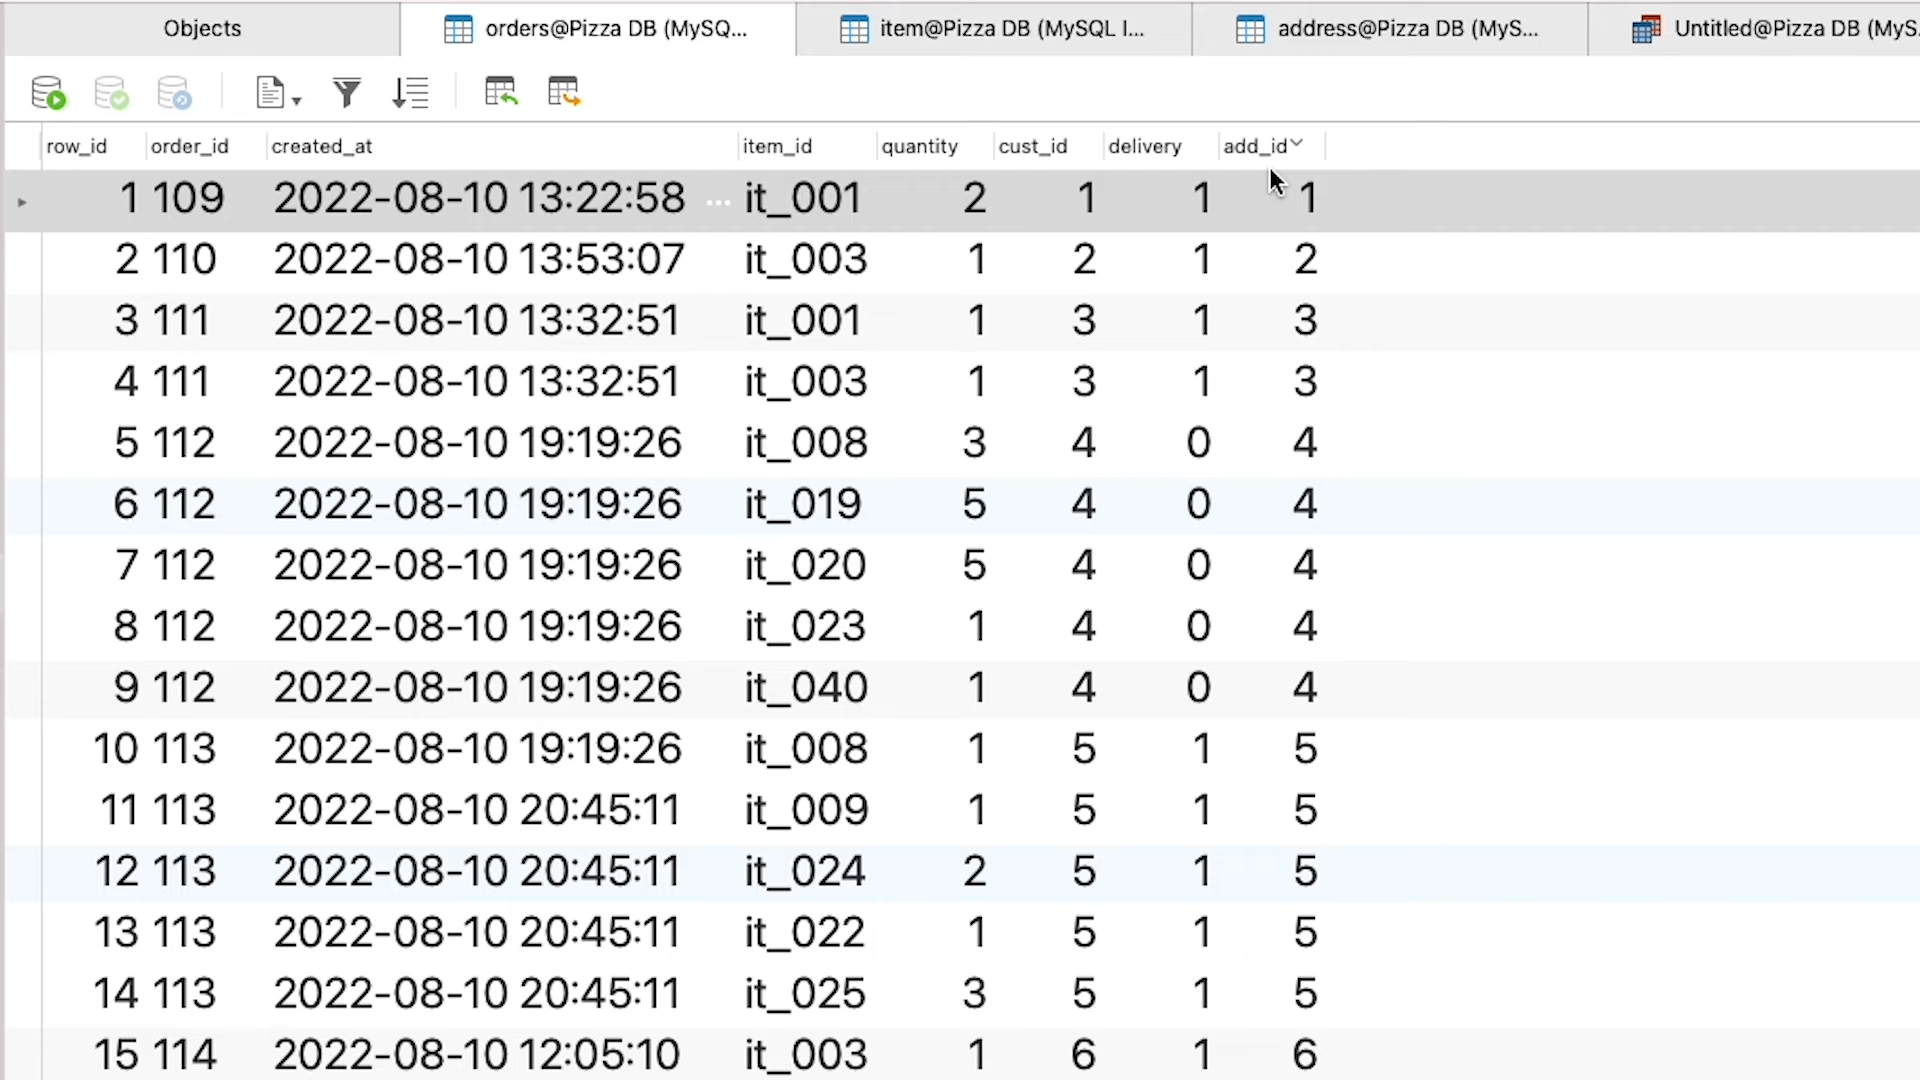 Objects orders@Pizza DB (MySQ... item@Pizza DB (MySQL I... address@Pizza DB (MyS... Untitled@Pizza DB (MyS.
row_id order_id created_at item_id quantity cust_id delivery add_id
1 109 2022-08-10 13:22:58 ... it_001 2 1 1 1
2 110 2022-08-10 13:53:07 it_003 1 2 1 2
3 111 2022-08-10 13:32:51 it_001 1 3 1 3
4 111 2022-08-10 13:32:51 it_003 1 3 1 3
5 112 2022-08-10 19:19:26 it_008 3 4 0 4
6 112 2022-08-10 19:19:26 it_019 5 4 0 4
7 112 2022-08-10 19:19:26 it_020 5 4 0 4
8 112 2022-08-10 19:19:26 it_023 1 4 0 4
9 112 2022-08-10 19:19:26 it_040 1 4 0 4
10 113 2022-08-10 19:19:26 it_008 1 5 1 5
11 113 2022-08-10 20:45:11 it_009 1 5 1 5
12 113 2022-08-10 20:45:11 it_024 2 5 1 5
13 113 2022-08-10 20:45:11 it_022 1 5 1 5
14 113 2022-08-10 20:45:11 it_025 3 5 1 5
15 114 2022-08-10 12:05:10 it_003 1 6 1 6